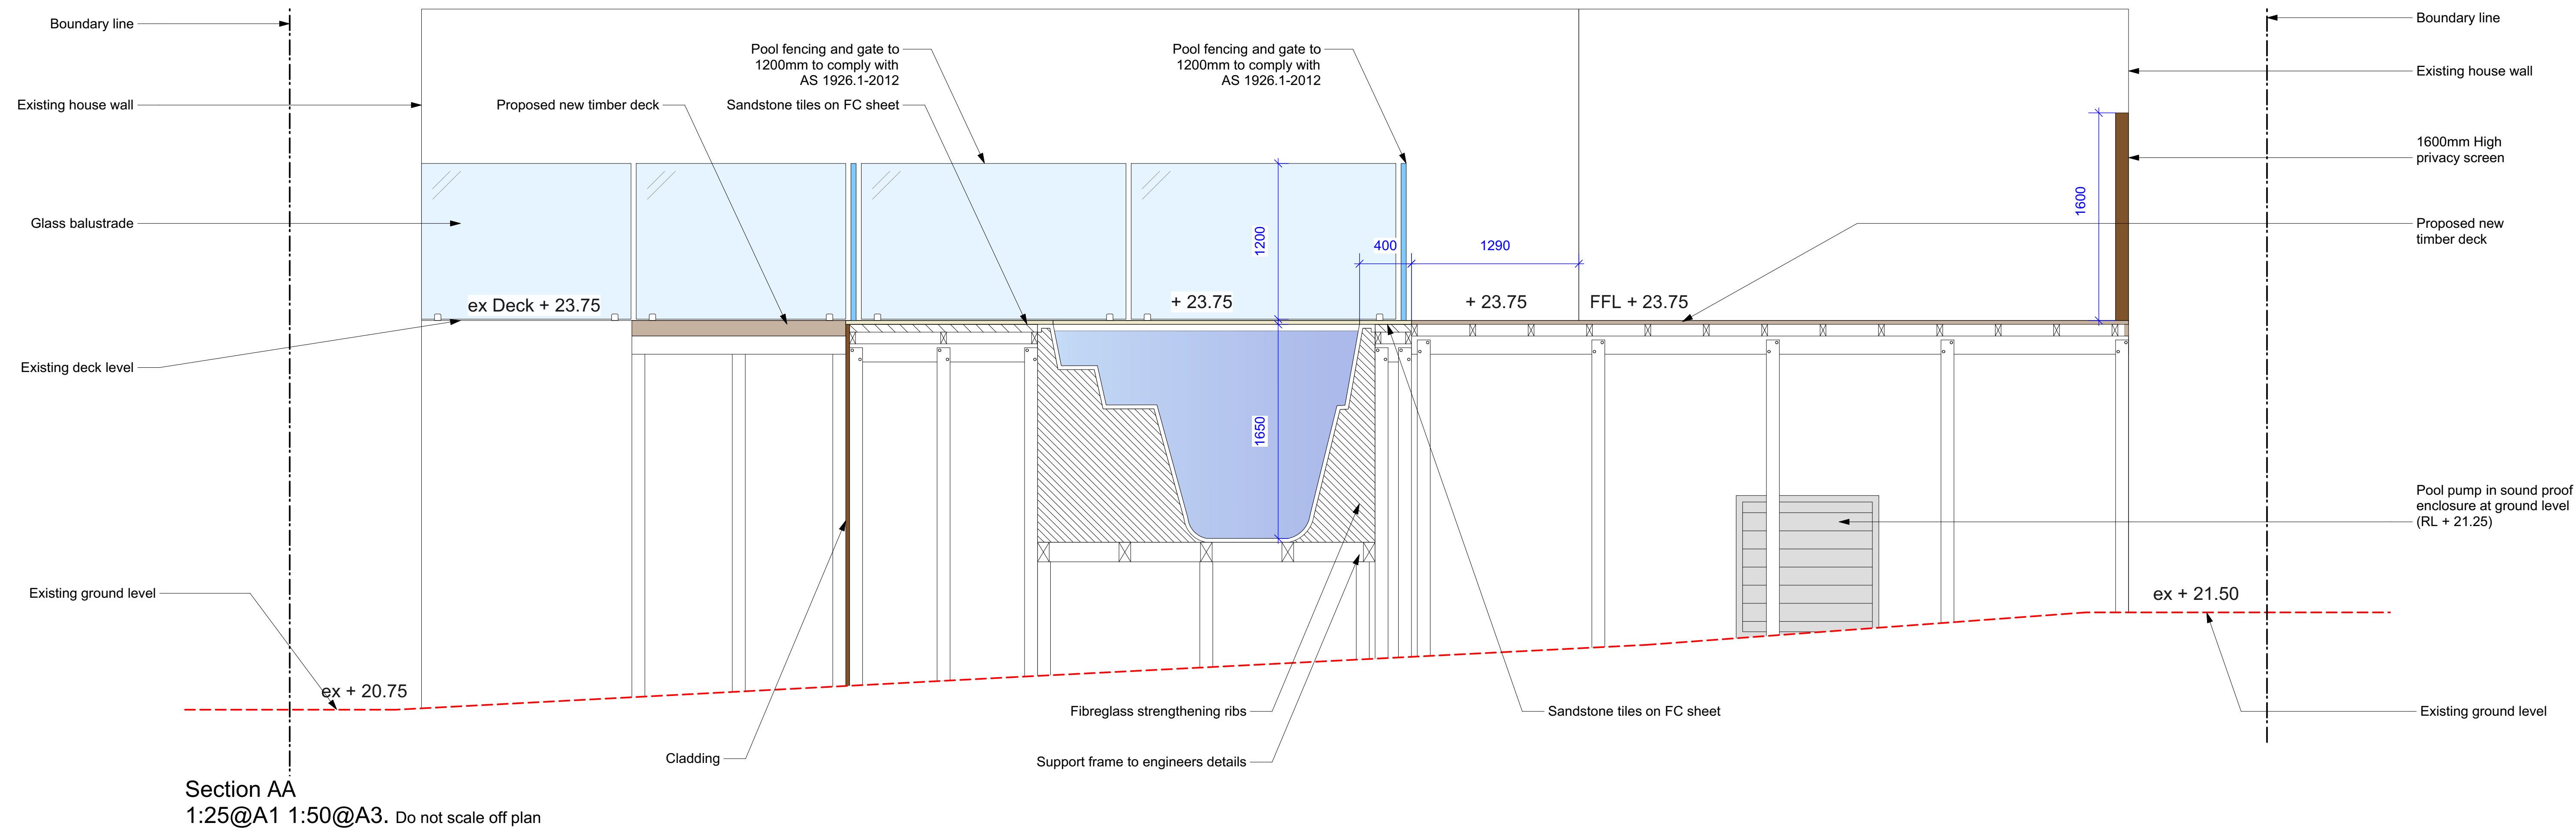 Boundary line
Existing house wall
Glass balustrade
Existing deck level
Existing ground level
Pool fencing and gate to
1200mm to comply with
AS 1926.1-2012
Proposed new timber deck
Sandstone tiles on FC sheet
Pool fencing and gate to
1200mm to comply with
AS 1926.1-2012
Boundary line
Existing house wall
1600mm High
privacy screen
Proposed new
timber deck
Pool pump in sound proof
enclosure at ground level
(RL + 21.25)
Existing ground level
1200
400
1290
1600
1650
ex Deck + 23.75
+ 23.75
+ 23.75
FFL + 23.75
ex + 21.50
ex + 20.75
Fibreglass strengthening ribs
Sandstone tiles on FC sheet
Cladding
Support frame to engineers details
Section AA
1:25@A1 1:50@A3. Do not scale off plan